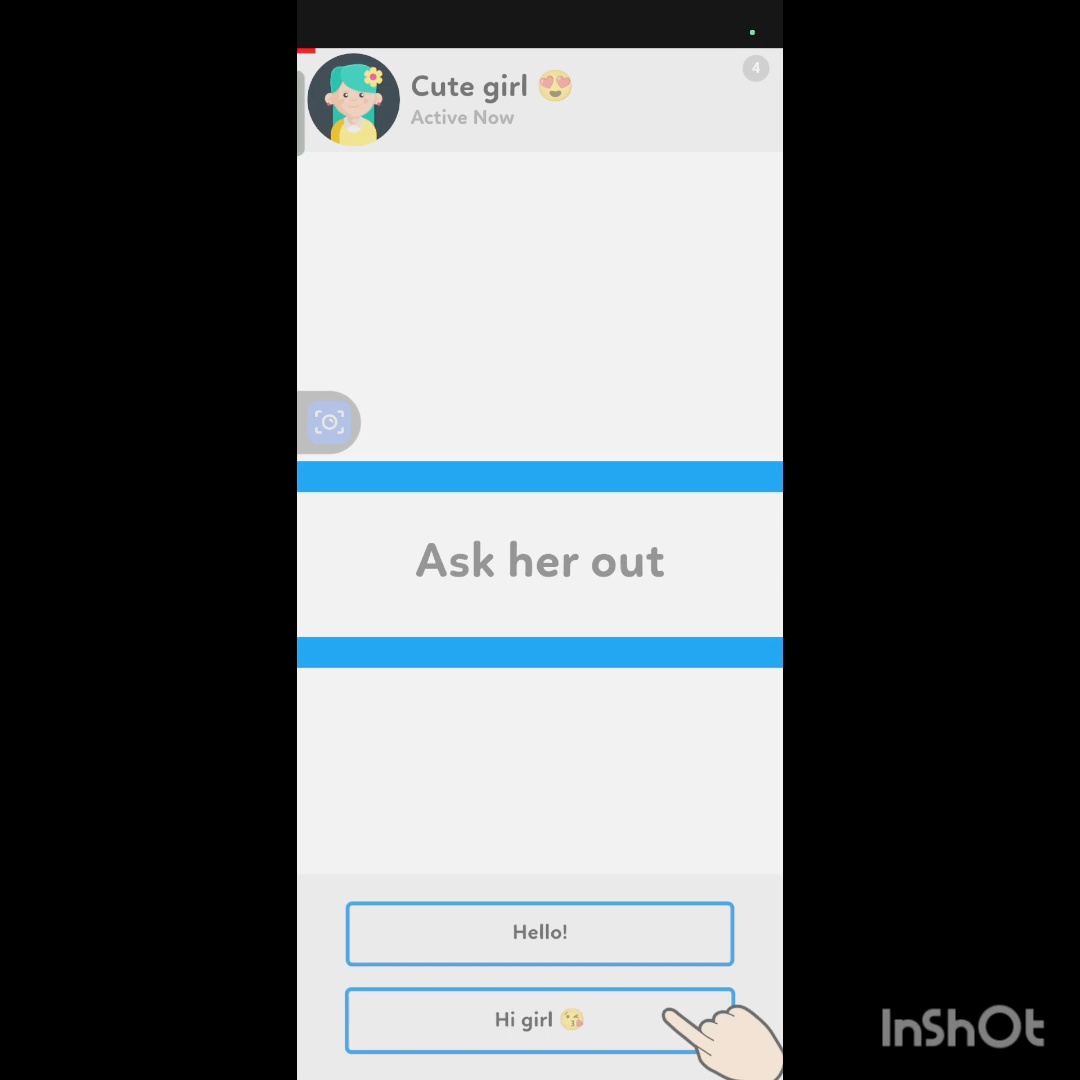 Cute girl 😍
Active Now
4
Ask her out
Hello!
Hi girl 😘
InShOt